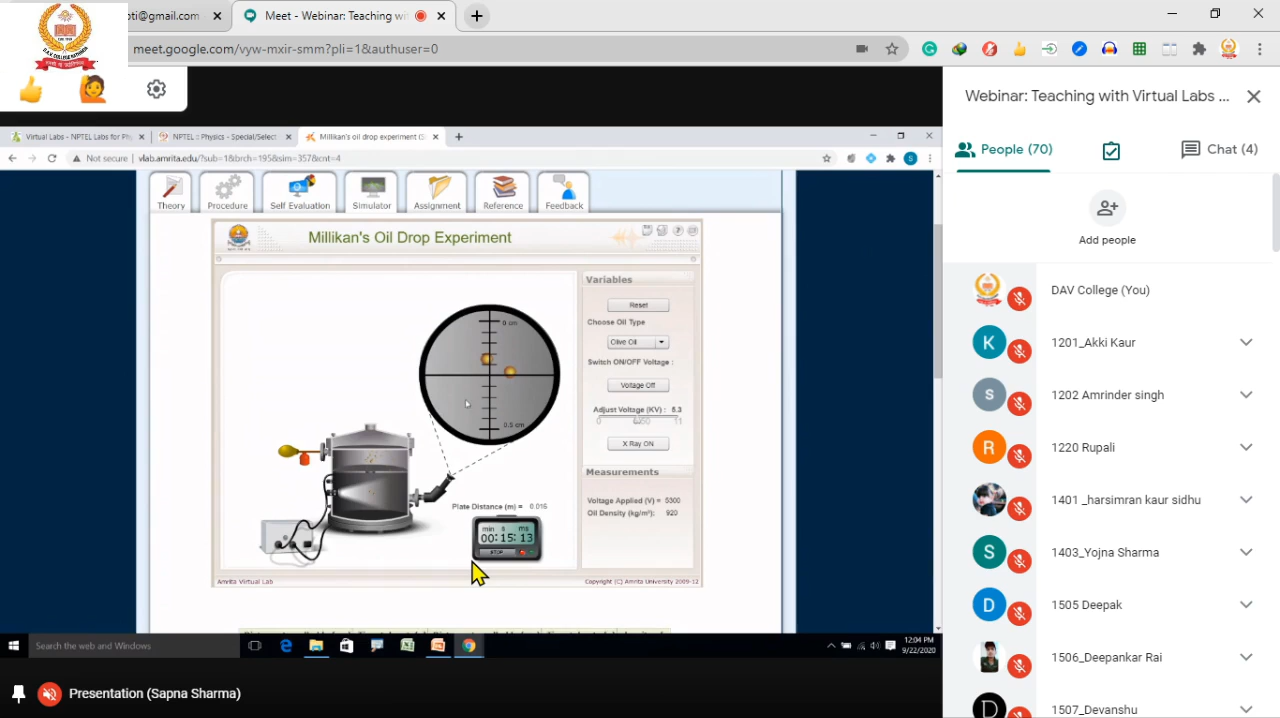 oti@gmail.com
Meet - Webinar: Teaching with
meet.google.com/vyw-mxir-smm?pli=1&authuser=0
Webinar: Teaching with Virtual Labs ...
People (70)
Chat (4)
Add people
DAV College (You)
1201_Akki Kaur
1202 Amrinder singh
1220 Rupali
1401 _harsimran kaur sidhu
1403_Yojna Sharma
1505 Deepak
1506_Deepankar Rai
1507_Devanshu
Virtual Labs - NPTEL Labs for Ph
NPTEL :: Physics - Special/Select
Millikan's oil drop experiment (S
Not secure | vlab.amrita.edu/?sub=1&brch=195&sim=357&cnt=4
Theory
Procedure
Self Evaluation
Simulator
Assignment
Reference
Feedback
Millikan's Oil Drop Experiment
0 cm
0.3 cm
Variables
Reset
Choose Oil Type
Olive Oil
Switch ON/OFF Voltage :
Votage Off
Adjust Voltage (KV) : 5.3
0
11
X Ray ON
Measurements
Voltage Applied (V) = 5300
Oil Density (kg/m³): 920
Plate Distance (m) = 0.015
min s ms
00:15:13
STOP
Amrita Virtual Lab
Copyright (C) Amrita University 2009-12
Search the web and Windows
12:04 PM
9/22/2020
Presentation (Sapna Sharma)